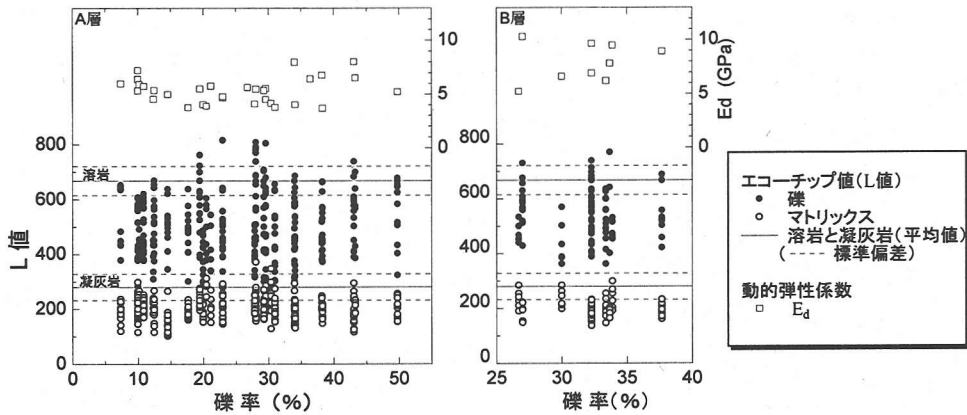 A層
B層
10
5
0
Ed (GPa)
10
5
0
800
600
400
200
0
L 値
溶岩
凝灰岩
800
600
400
200
0
0
10
20
30
40
50
礫 率 (%)
25
30
35
40
礫 率(%)
エコーチップ値(L値)
礫
マトリックス
溶岩と凝灰岩(平均値)
( 標準偏差)
動的弾性係数
Ed